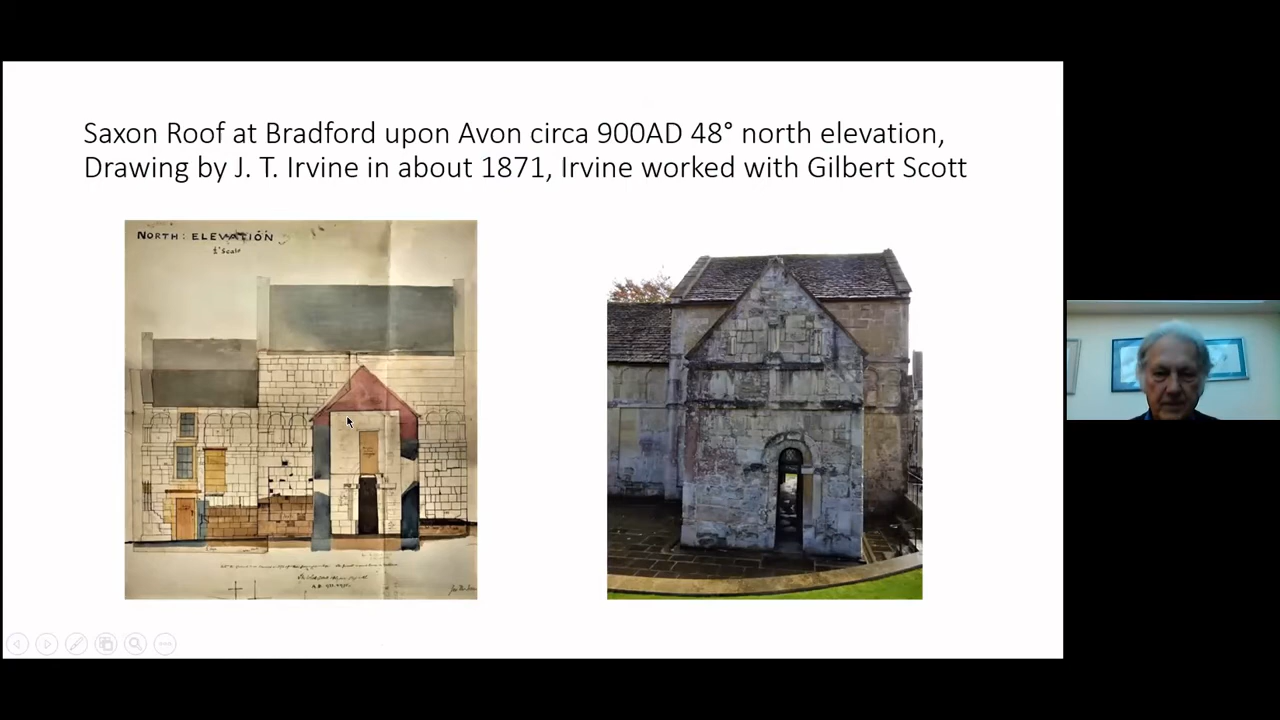 Saxon Roof at Bradford upon Avon circa 900AD 48° north elevation,
Drawing by J. T. Irvine in about 1871, Irvine worked with Gilbert Scott
NORTH: ELEVATION
Scale